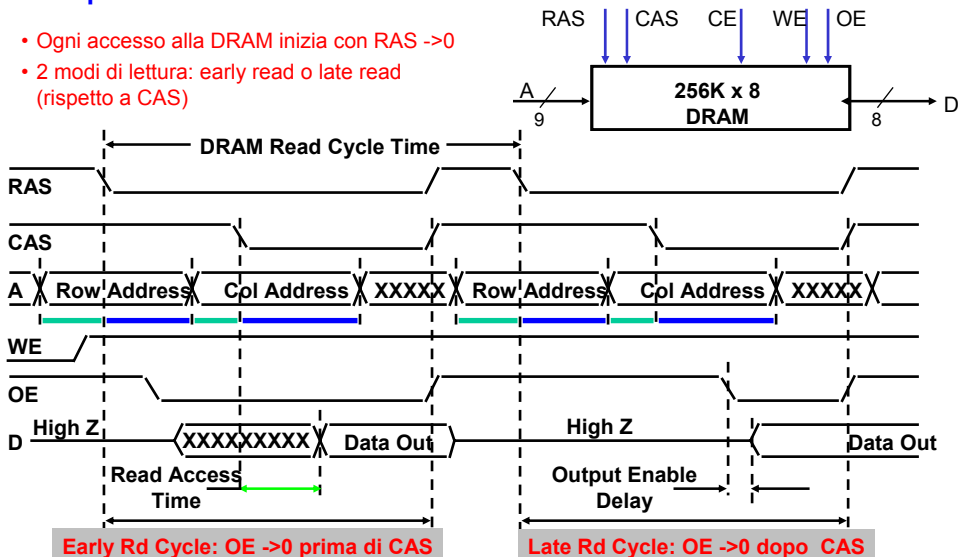 • Ogni accesso alla DRAM inizia con RAS ->0
• 2 modi di lettura: early read o late read
(rispetto a CAS)
RAS CAS CE WE OE
A 9
256K x 8
DRAM
8 D
DRAM Read Cycle Time
RAS
CAS
A Row Address Col Address XXXXX Row Address Col Address XXXXX
WE
OE
D High Z XXXXXXXXX Data Out High Z Data Out
Read Access
Time
Output Enable
Delay
Early Rd Cycle: OE ->0 prima di CAS
Late Rd Cycle: OE ->0 dopo CAS